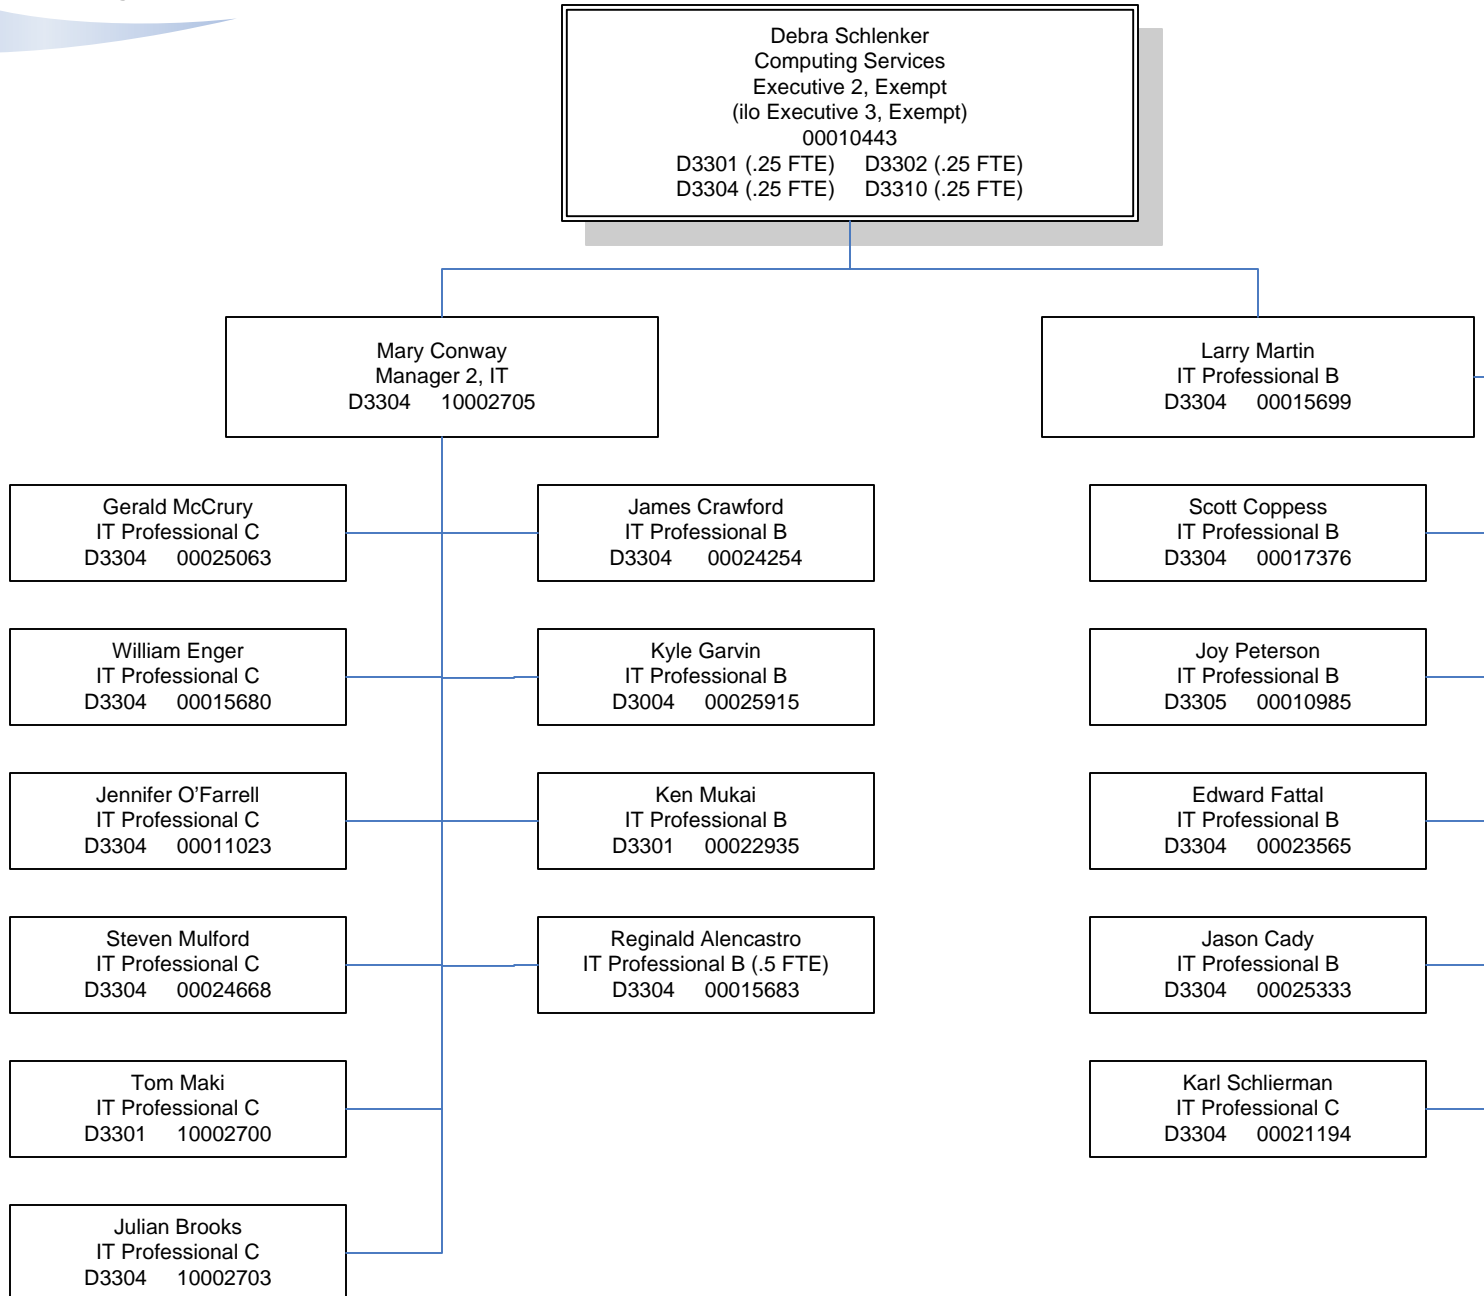 Debra Schlenker
Computing Services
Executive 2, Exempt
(ilo Executive 3, Exempt)
00010443
D3301 (.25 FTE) D3302 (.25 FTE)
D3304 (.25 FTE) D3310 (.25 FTE)
Mary Conway
Manager 2, IT
D3304 10002705
Larry Martin
IT Professional B
D3304 00015699
Gerald McCrury
IT Professional C
D3304 00025063
James Crawford
IT Professional B
D3304 00024254
Scott Coppess
IT Professional B
D3304 00017376
William Enger
IT Professional C
D3304 00015680
Kyle Garvin
IT Professional B
D3004 00025915
Joy Peterson
IT Professional B
D3305 00010985
Jennifer O’Farrell
IT Professional C
D3304 00011023
Ken Mukai
IT Professional B
D3301 00022935
Edward Fattal
IT Professional B
D3304 00023565
Steven Mulford
IT Professional C
D3304 00024668
Reginald Alencastro
IT Professional B (.5 FTE)
D3304 00015683
Jason Cady
IT Professional B
D3304 00025333
Tom Maki
IT Professional C
D3301 10002700
Karl Schlierman
IT Professional C
D3304 00021194
Julian Brooks
IT Professional C
D3304 10002703